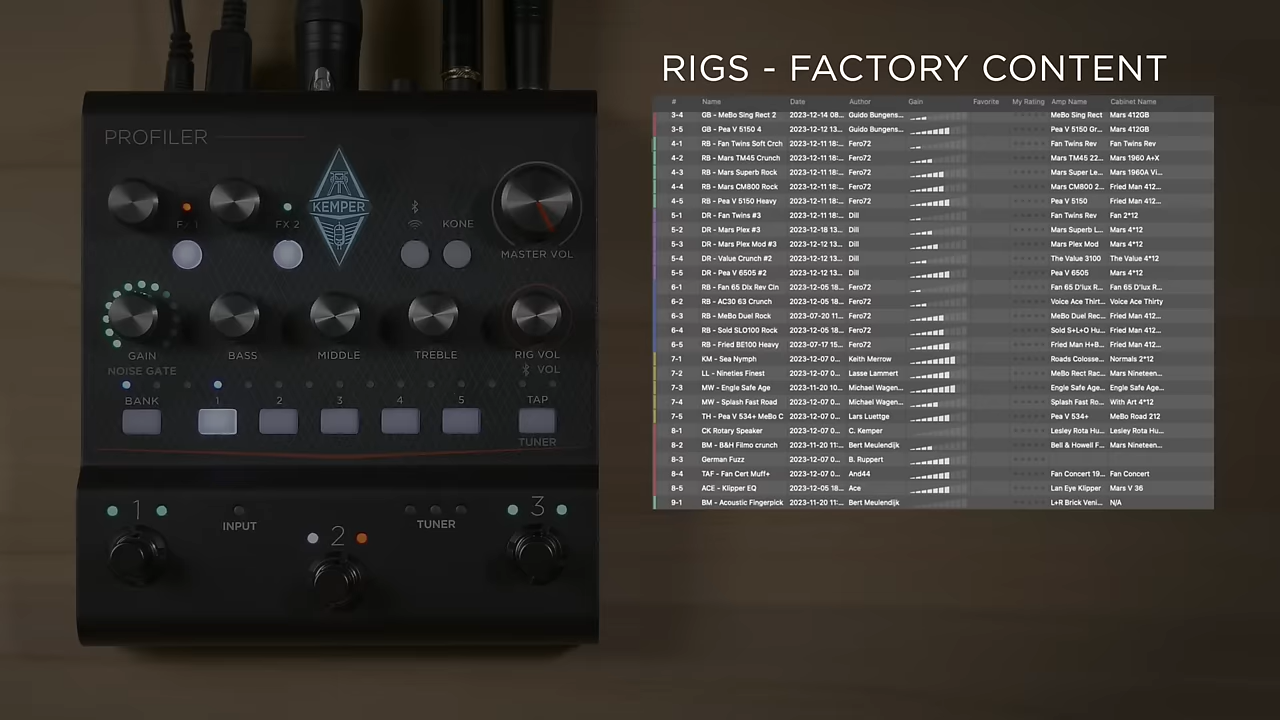 RIGS - FACTORY CONTENT
# Name Date Author Gain Favorite My Rating Amp Name Cabinet Name
3-4 GB - MeBo Sing Rect 2 2023-12-14 08... Guido Bungens... MeBo Sing Rect Mars 412GB
3-5 GB - Pea V 5150 4 2023-12-11 18:... Guido Bungens... Pea V 5150 Gr... Mars 412GB
4-1 RB - Fan Twins Soft Crch 2023-12-11 18:... Fero72 Fan Twins Rev Fan Twins Rev
4-2 RB - Mars TM45 Crunch 2023-12-11 18:... Fero72 Mars TM45 22... Mars 1960 A+X
4-3 RB - Mars Superb Rock 2023-12-11 18:... Fero72 Mars Super Le... Mars 1960A Vi...
4-4 RB - Mars CM800 Rock 2023-12-11 18:... Fero72 Mars CM800 2... Fried Man 412...
4-5 RB - Pea V 5150 Heavy 2023-12-11 18:... Fero72 Pea V 5150 Fried Man 412...
5-1 DR - Fan Twins #3 2023-12-11 18:... Dill Fan Twins Rev Fan 2*12
5-2 DR - Mars Plex #3 2023-12-18 13... Dill Mars Superb L... Mars 4*12
5-3 DR - Mars Plex Mod #3 2023-12-12 13... Dill Mars Plex Mod Mars 4*12
5-4 DR - Value Crunch #2 2023-12-12 13... Dill The Value 3100 The Value 4*12
5-5 DR - Pea V 6505 #2 2023-12-12 13... Dill Pea V 6505 Mars 4*12
6-1 RB - Fan 65 Dlx Rev Cln 2023-12-05 18... Fero72 Fan 65 D'lux R... Fan 65 D'lux R...
6-2 RB - AC30 63 Crunch 2023-12-05 18... Fero72 Voice Ace Thirt... Voice Ace Thirty
6-3 RB - MeBo Duel Rock 2023-07-20 11... Fero72 MeBo Duel Rec... Fried Man 412...
6-4 RB - Sold SLO100 Rock 2023-12-05 18... Fero72 Sold S+L+O Hu... Fried Man 412...
6-5 RB - Fried BE100 Heavy 2023-07-17 15... Fero72 Fried Man H+B... Fried Man 412...
7-1 KM - Sea Nymph 2023-12-07 0... Keith Merrow Roads Colosse... Normals 2*12
7-2 LL - Nineties Finest 2023-12-07 0... Lasse Lammert MeBo Rect Rac... Mars Nineteen...
7-3 MW - Engle Safe Age 2023-11-20 10... Michael Wagen... Engle Safe Age... Engle Safe Age...
7-4 MW - Splash Fast Road 2023-12-07 0... Michael Wagen... Splash Fast Ro... With Art 4*12
7-5 TH - Pea V 534+ MeBo C 2023-12-07 0... Lars Luettge Pea V 534+ MeBo Road 212
8-1 CK Rotary Speaker 2023-12-07 0... C. Kemper Lesley Rota Hu... Lesley Rota Hu...
8-2 BM - B&H Filmo crunch 2023-11-20 11:... Bert Meulendijk Bell & Howell F... Mars Nineteen...
8-3 German Fuzz 2023-12-07 0... B. Ruppert
8-4 TAF - Fan Cert Muff+ 2023-12-07 0... And44 Fan Concert 19... Fan Concert
8-5 ACE - Klipper EQ 2023-12-05 18... Ace Lan Eye Klipper Mars V 36
9-1 BM - Acoustic Fingerpick 2023-11-20 11:... Bert Meulendijk L+R Brick Veni... N/A
PROFILER
KEMPER
FX 1 FX 2 KONE
MASTER VOL
GAIN BASS MIDDLE TREBLE RIG VOL
NOISE GATE VOL
BANK 1 2 3 4 5 TAP
TUNER
1 INPUT TUNER 3
2